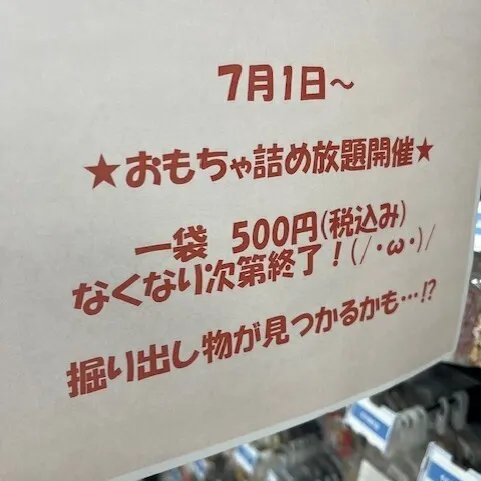 7月1日～
★おもちゃ詰め放題開催★
一袋 500円(税込み)
なくなり次第終了！(/・ω・)/
掘り出し物が見つかるかも…!?